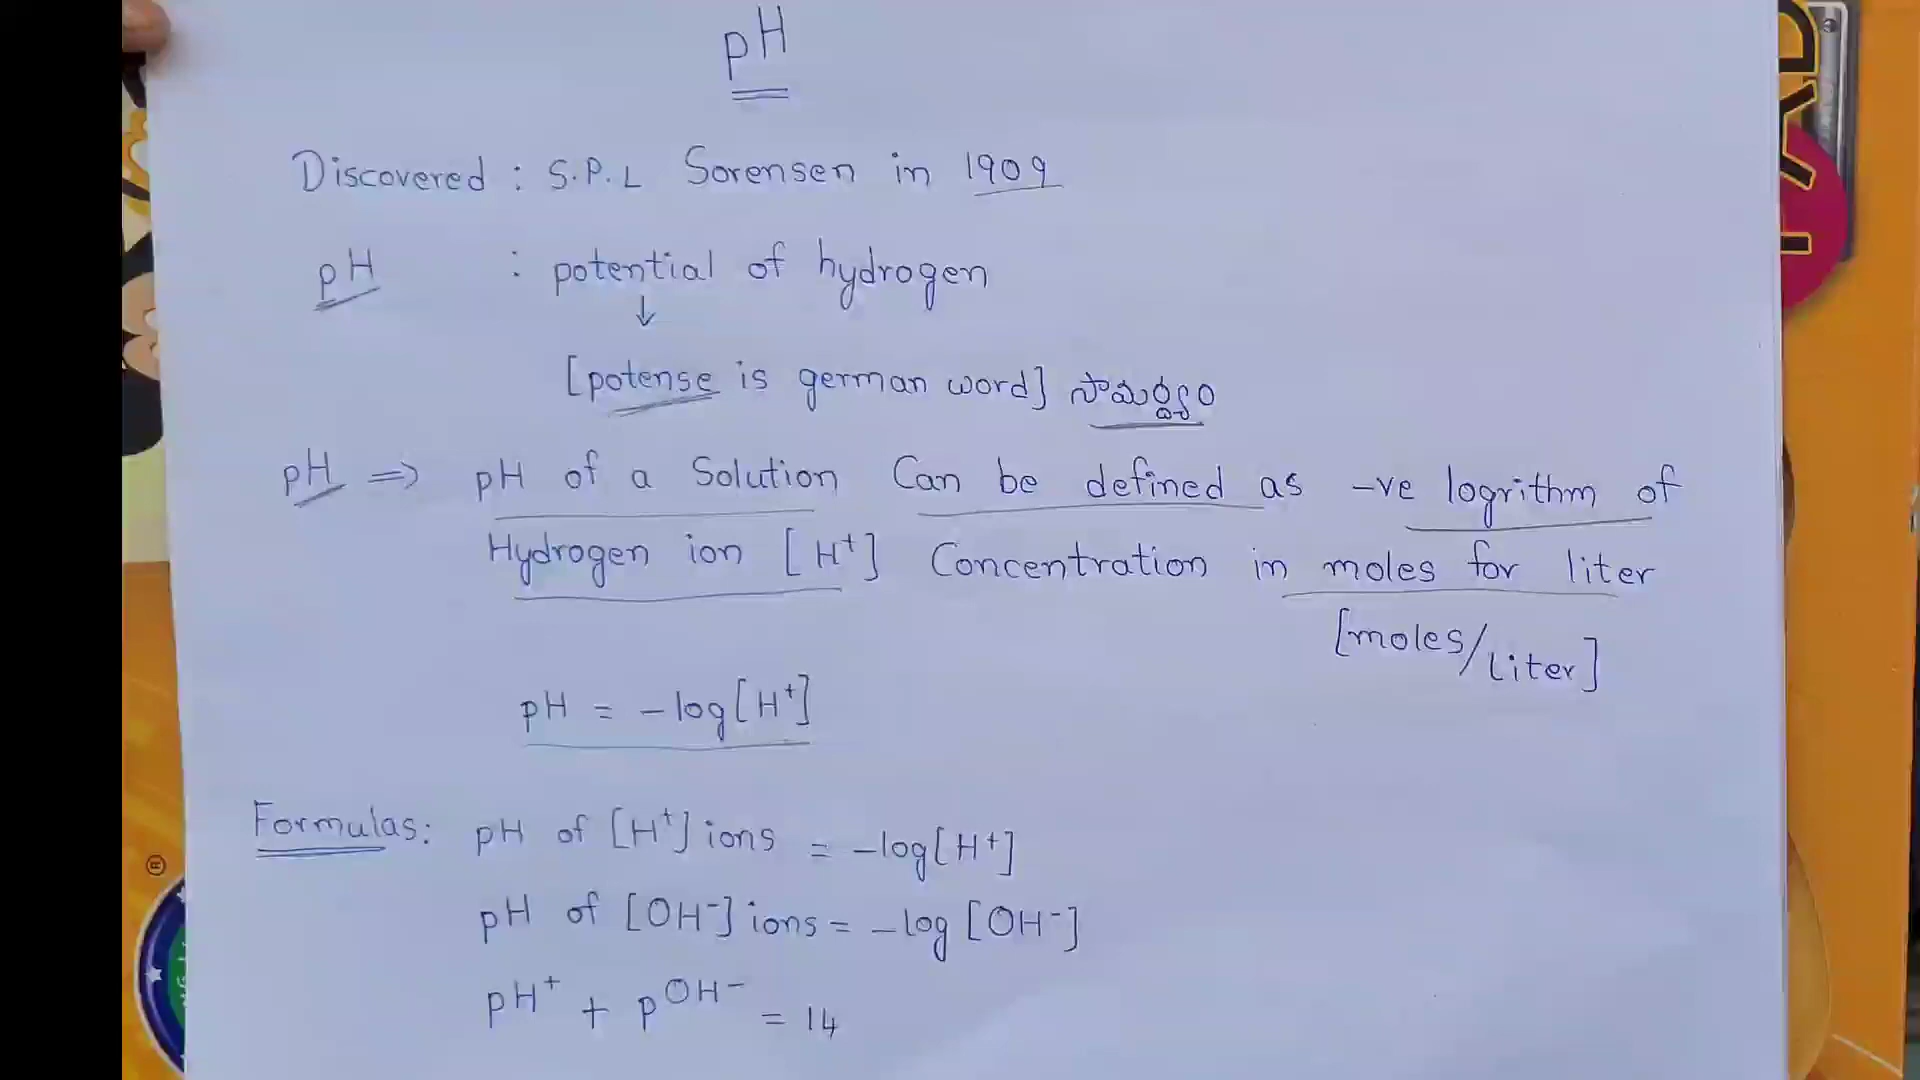 pH
Discovered : S.P.L Sorensen in 1909
pH : potential of hydrogen
↓
[potense is german word] సామర్థ్యం
pH ⇒ pH of a Solution Can be defined as -ve logrithm of
Hydrogen ion [H⁺] Concentration in moles for liter
[moles/liter]
pH = -log[H⁺]
Formulas: pH of [H⁺] ions = -log[H⁺]
pH of [OH⁻] ions = -log [OH⁻]
pH⁺ + pOH⁻ = 14
®